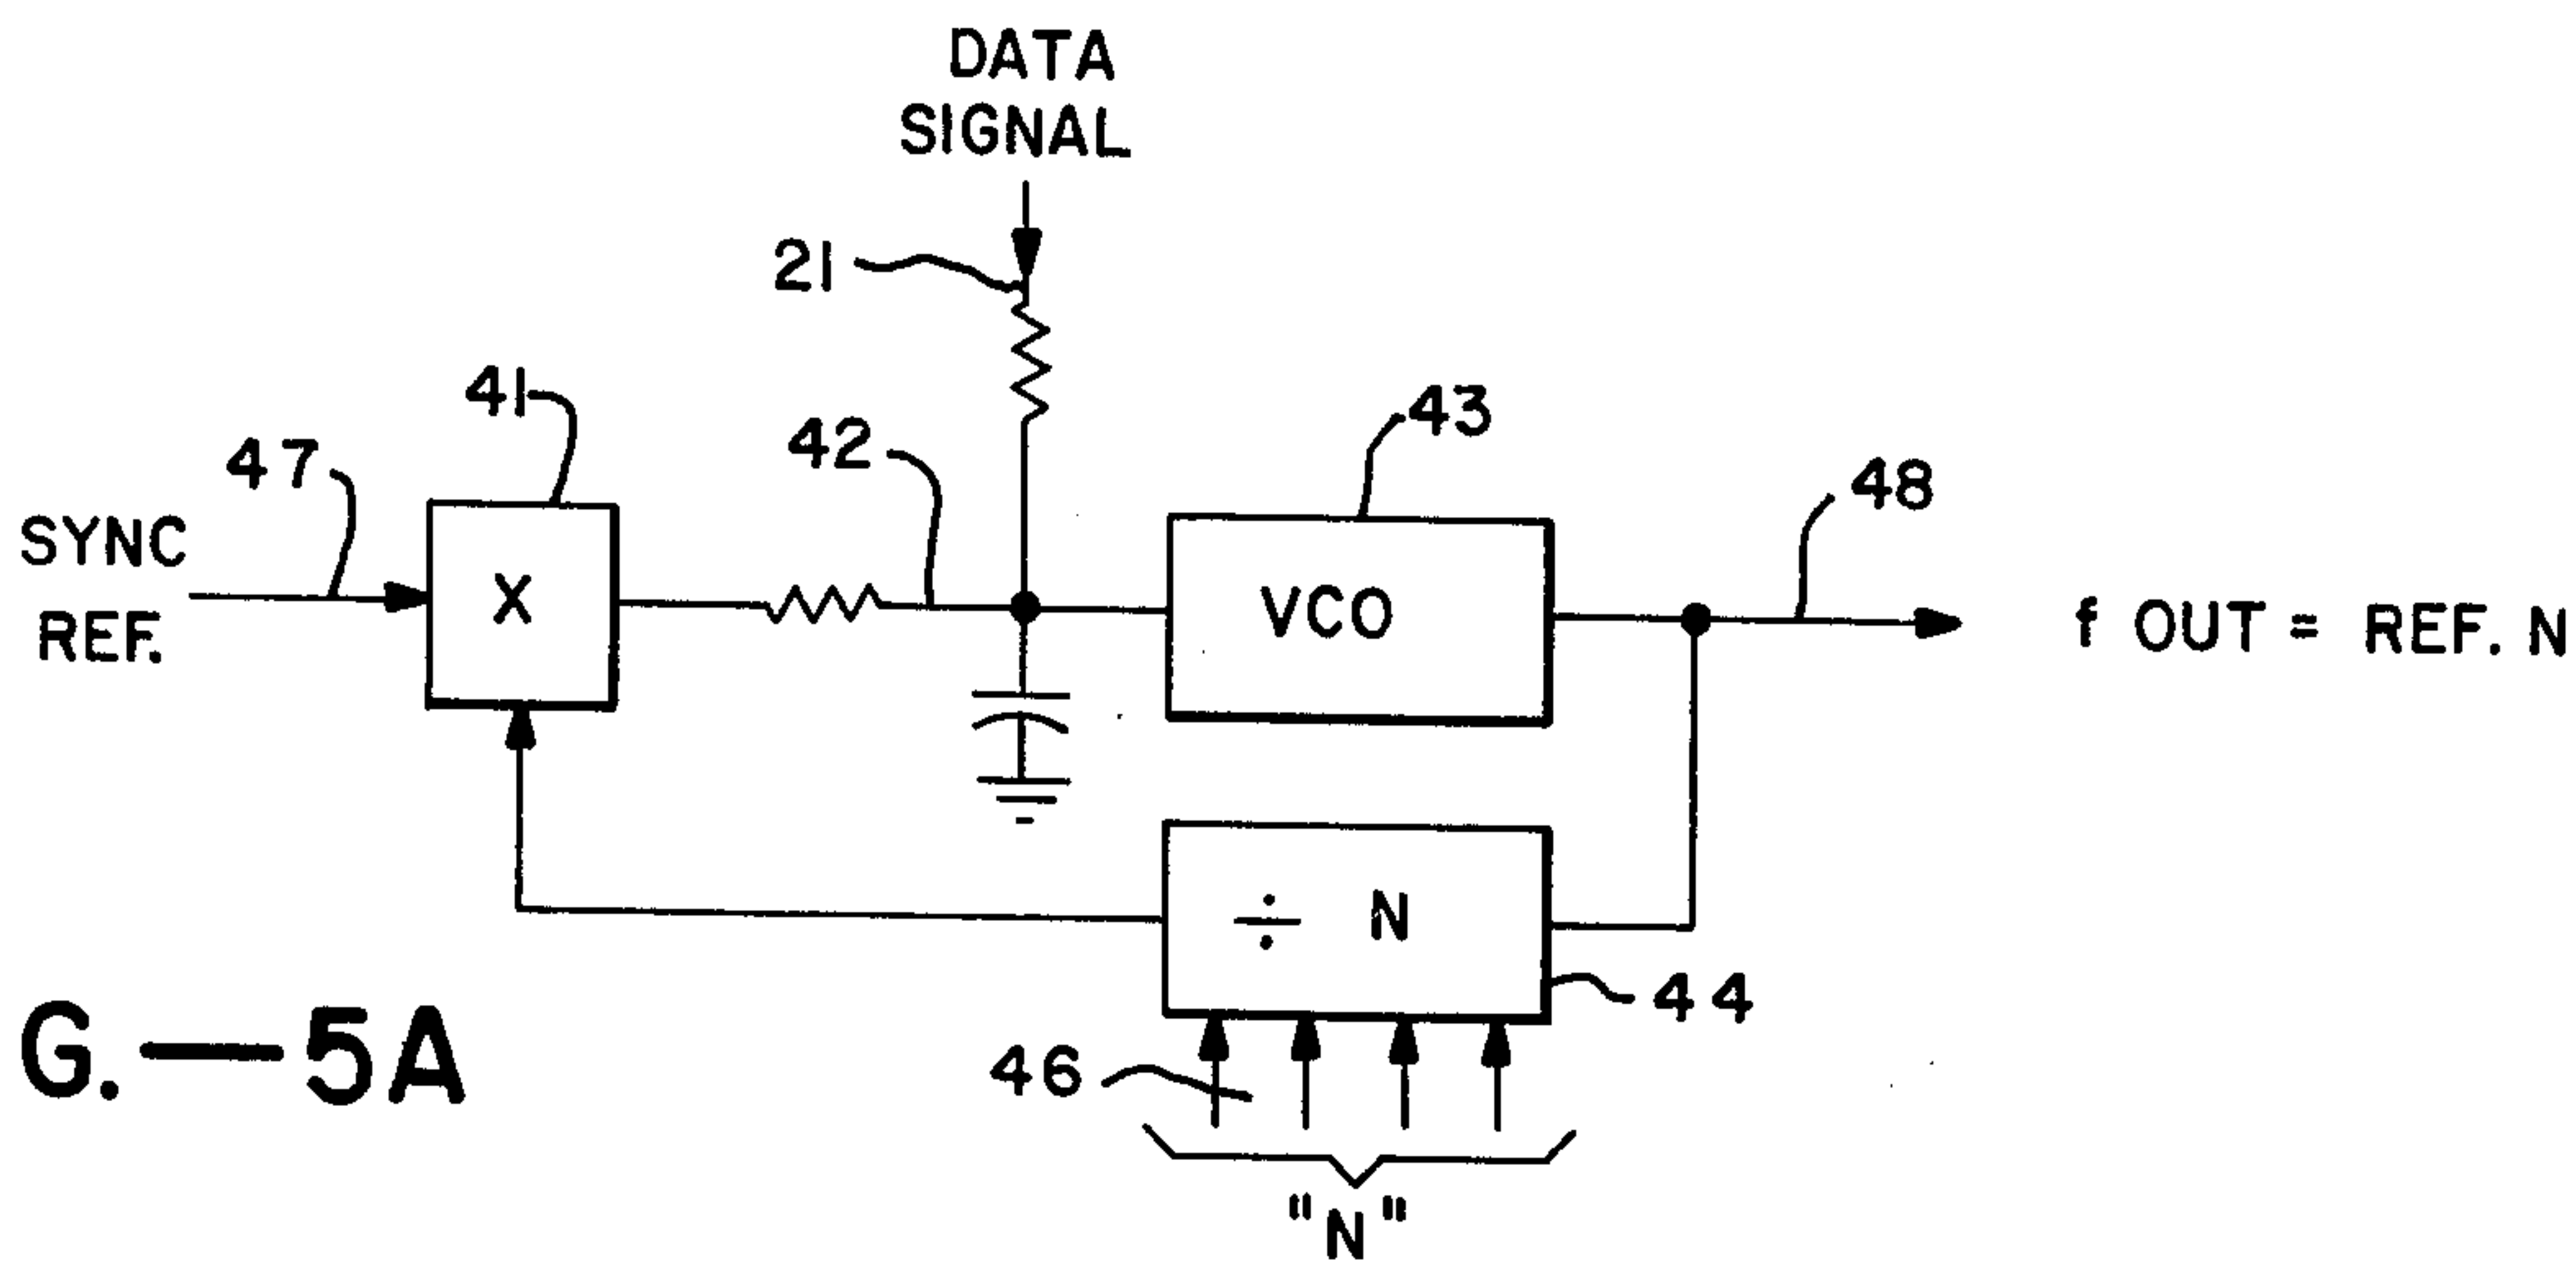 DATA
SIGNAL
21
41
42
43
47
48
SYNC
REF.
X
VCO
f OUT = REF. N
÷ N
44
46
G.—5A
"N"